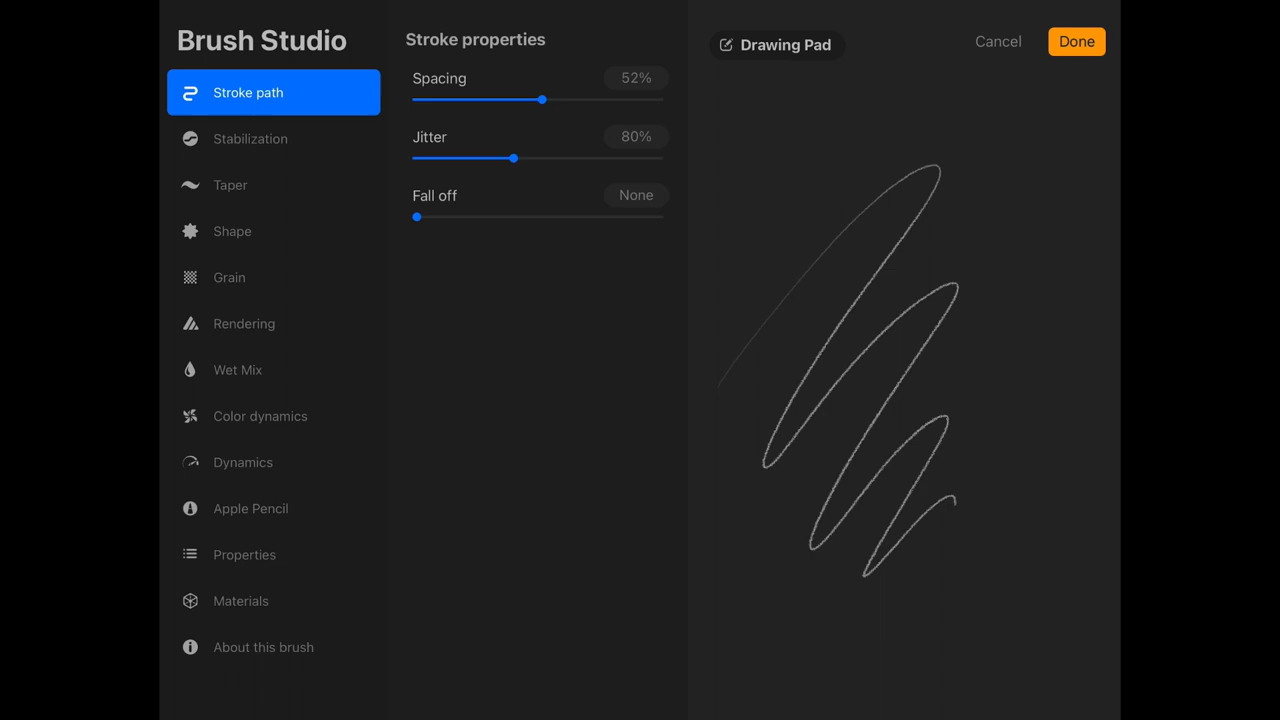 Brush Studio
Stroke path
Stabilization
Taper
Shape
Grain
Rendering
Wet Mix
Color dynamics
Dynamics
Apple Pencil
Properties
Materials
About this brush
Stroke properties
Spacing 52%
Jitter 80%
Fall off None
Drawing Pad
Cancel
Done